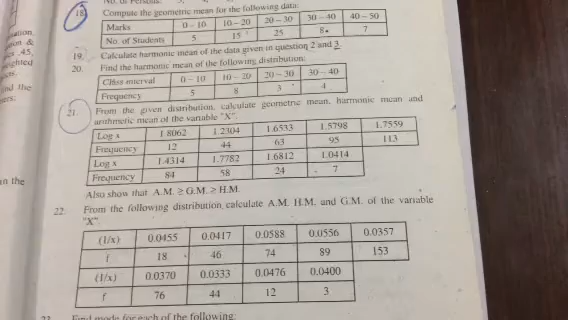 No. of Persons:
18. Compute the geometric mean for the following data:
Marks 0 – 10 10 – 20 20 – 30 30 – 40 40 – 50
No. of Students 5 15 25 8 7
19. Calculate harmonic mean of the data given in question 2 and 3.
20. Find the harmonic mean of the following distribution:
Class interval 0 – 10 10 – 20 20 – 30 30 – 40
Frequency 5 8 3 4
21. From the given distribution, calculate geometric mean, harmonic mean and
arithmetic mean of the variable "X".
Log x 1.8062 1.2304 1.6533 1.5798 1.7559
Frequency 12 44 63 95 113
Log x 1.4314 1.7782 1.6812 1.0414
Frequency 84 58 24 7
Also show that A.M. ≥ G.M. ≥ H.M.
22. From the following distribution calculate A.M. H.M. and G.M. of the variable
"X".
(1/x) 0.0455 0.0417 0.0588 0.0556 0.0357
f 18 46 74 89 153
(1/x) 0.0370 0.0333 0.0476 0.0400
f 76 44 12 3
23. Find mode for each of the following: